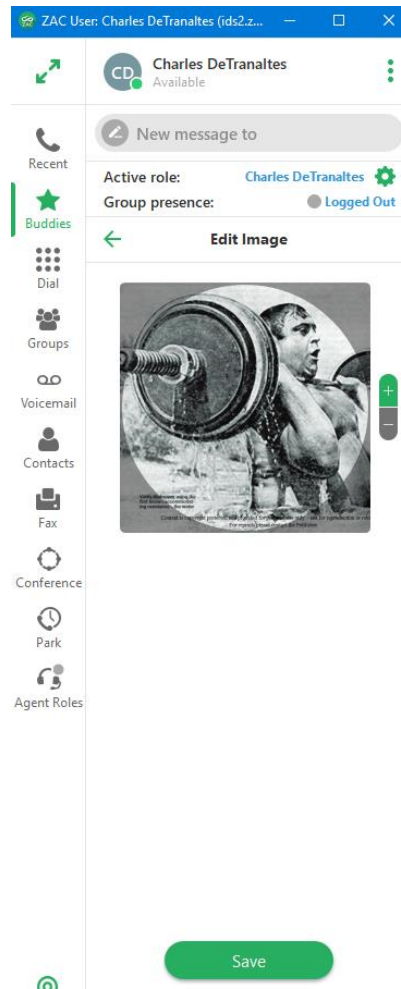 ZAC User: Charles DeTranaltes (ids2.z...
CD
Charles DeTranaltes
Available
New message to
Recent
Active role: Charles DeTranaltes
Group presence: Logged Out
Buddies
Edit Image
Dial
Groups
+
−
Voicemail
Contacts
Fax
Conference
Park
Agent Roles
Save